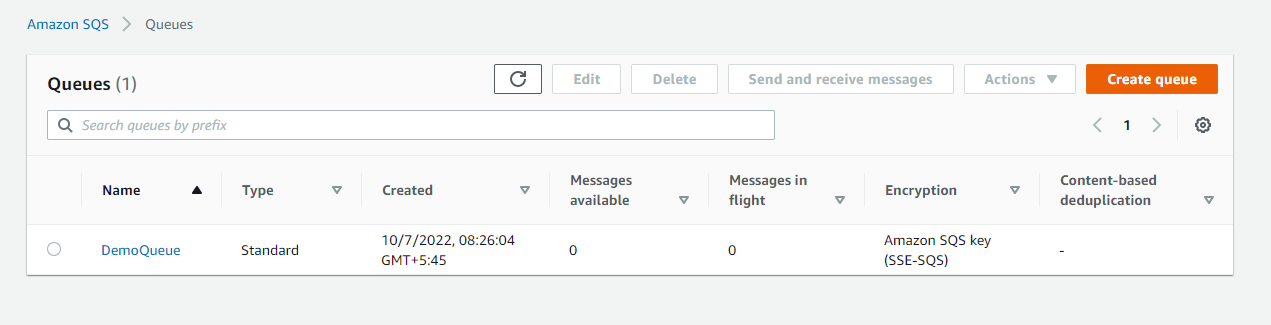 Amazon SQS > Queues
Queues (1)
Edit
Delete
Send and receive messages
Actions
Create queue
Search queues by prefix
1
Name
Type
Created
Messages available
Messages in flight
Encryption
Content-based deduplication
DemoQueue
Standard
10/7/2022, 08:26:04
GMT+5:45
0
0
Amazon SQS key
(SSE-SQS)
-